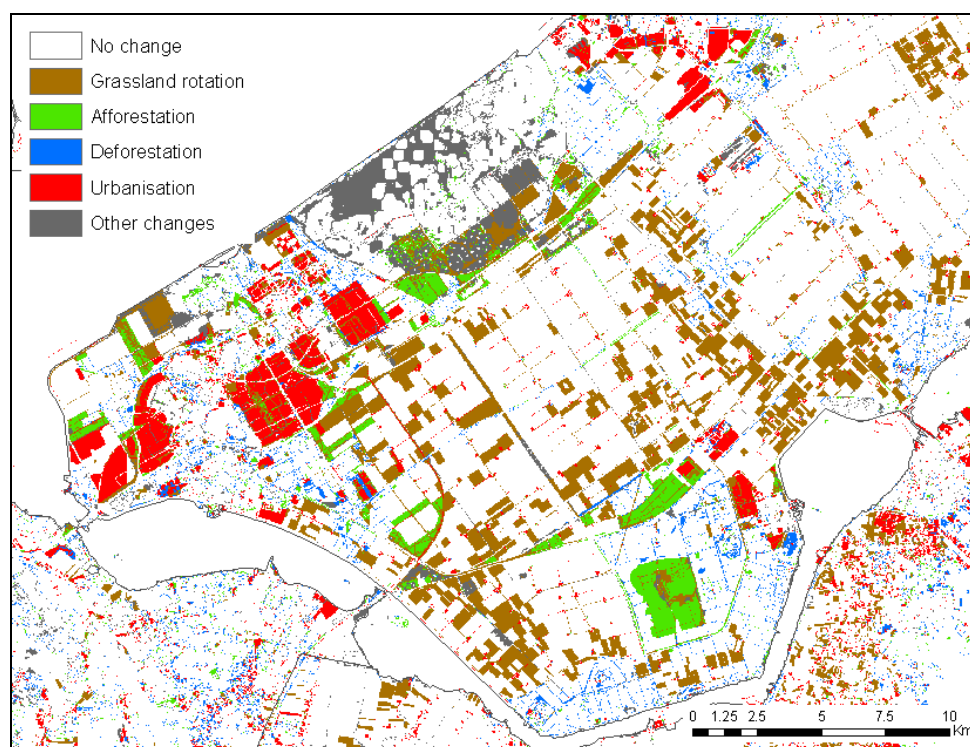 No change
Grassland rotation
Afforestation
Deforestation
Urbanisation
Other changes
0 1.25 2.5 5 7.5 10
Km